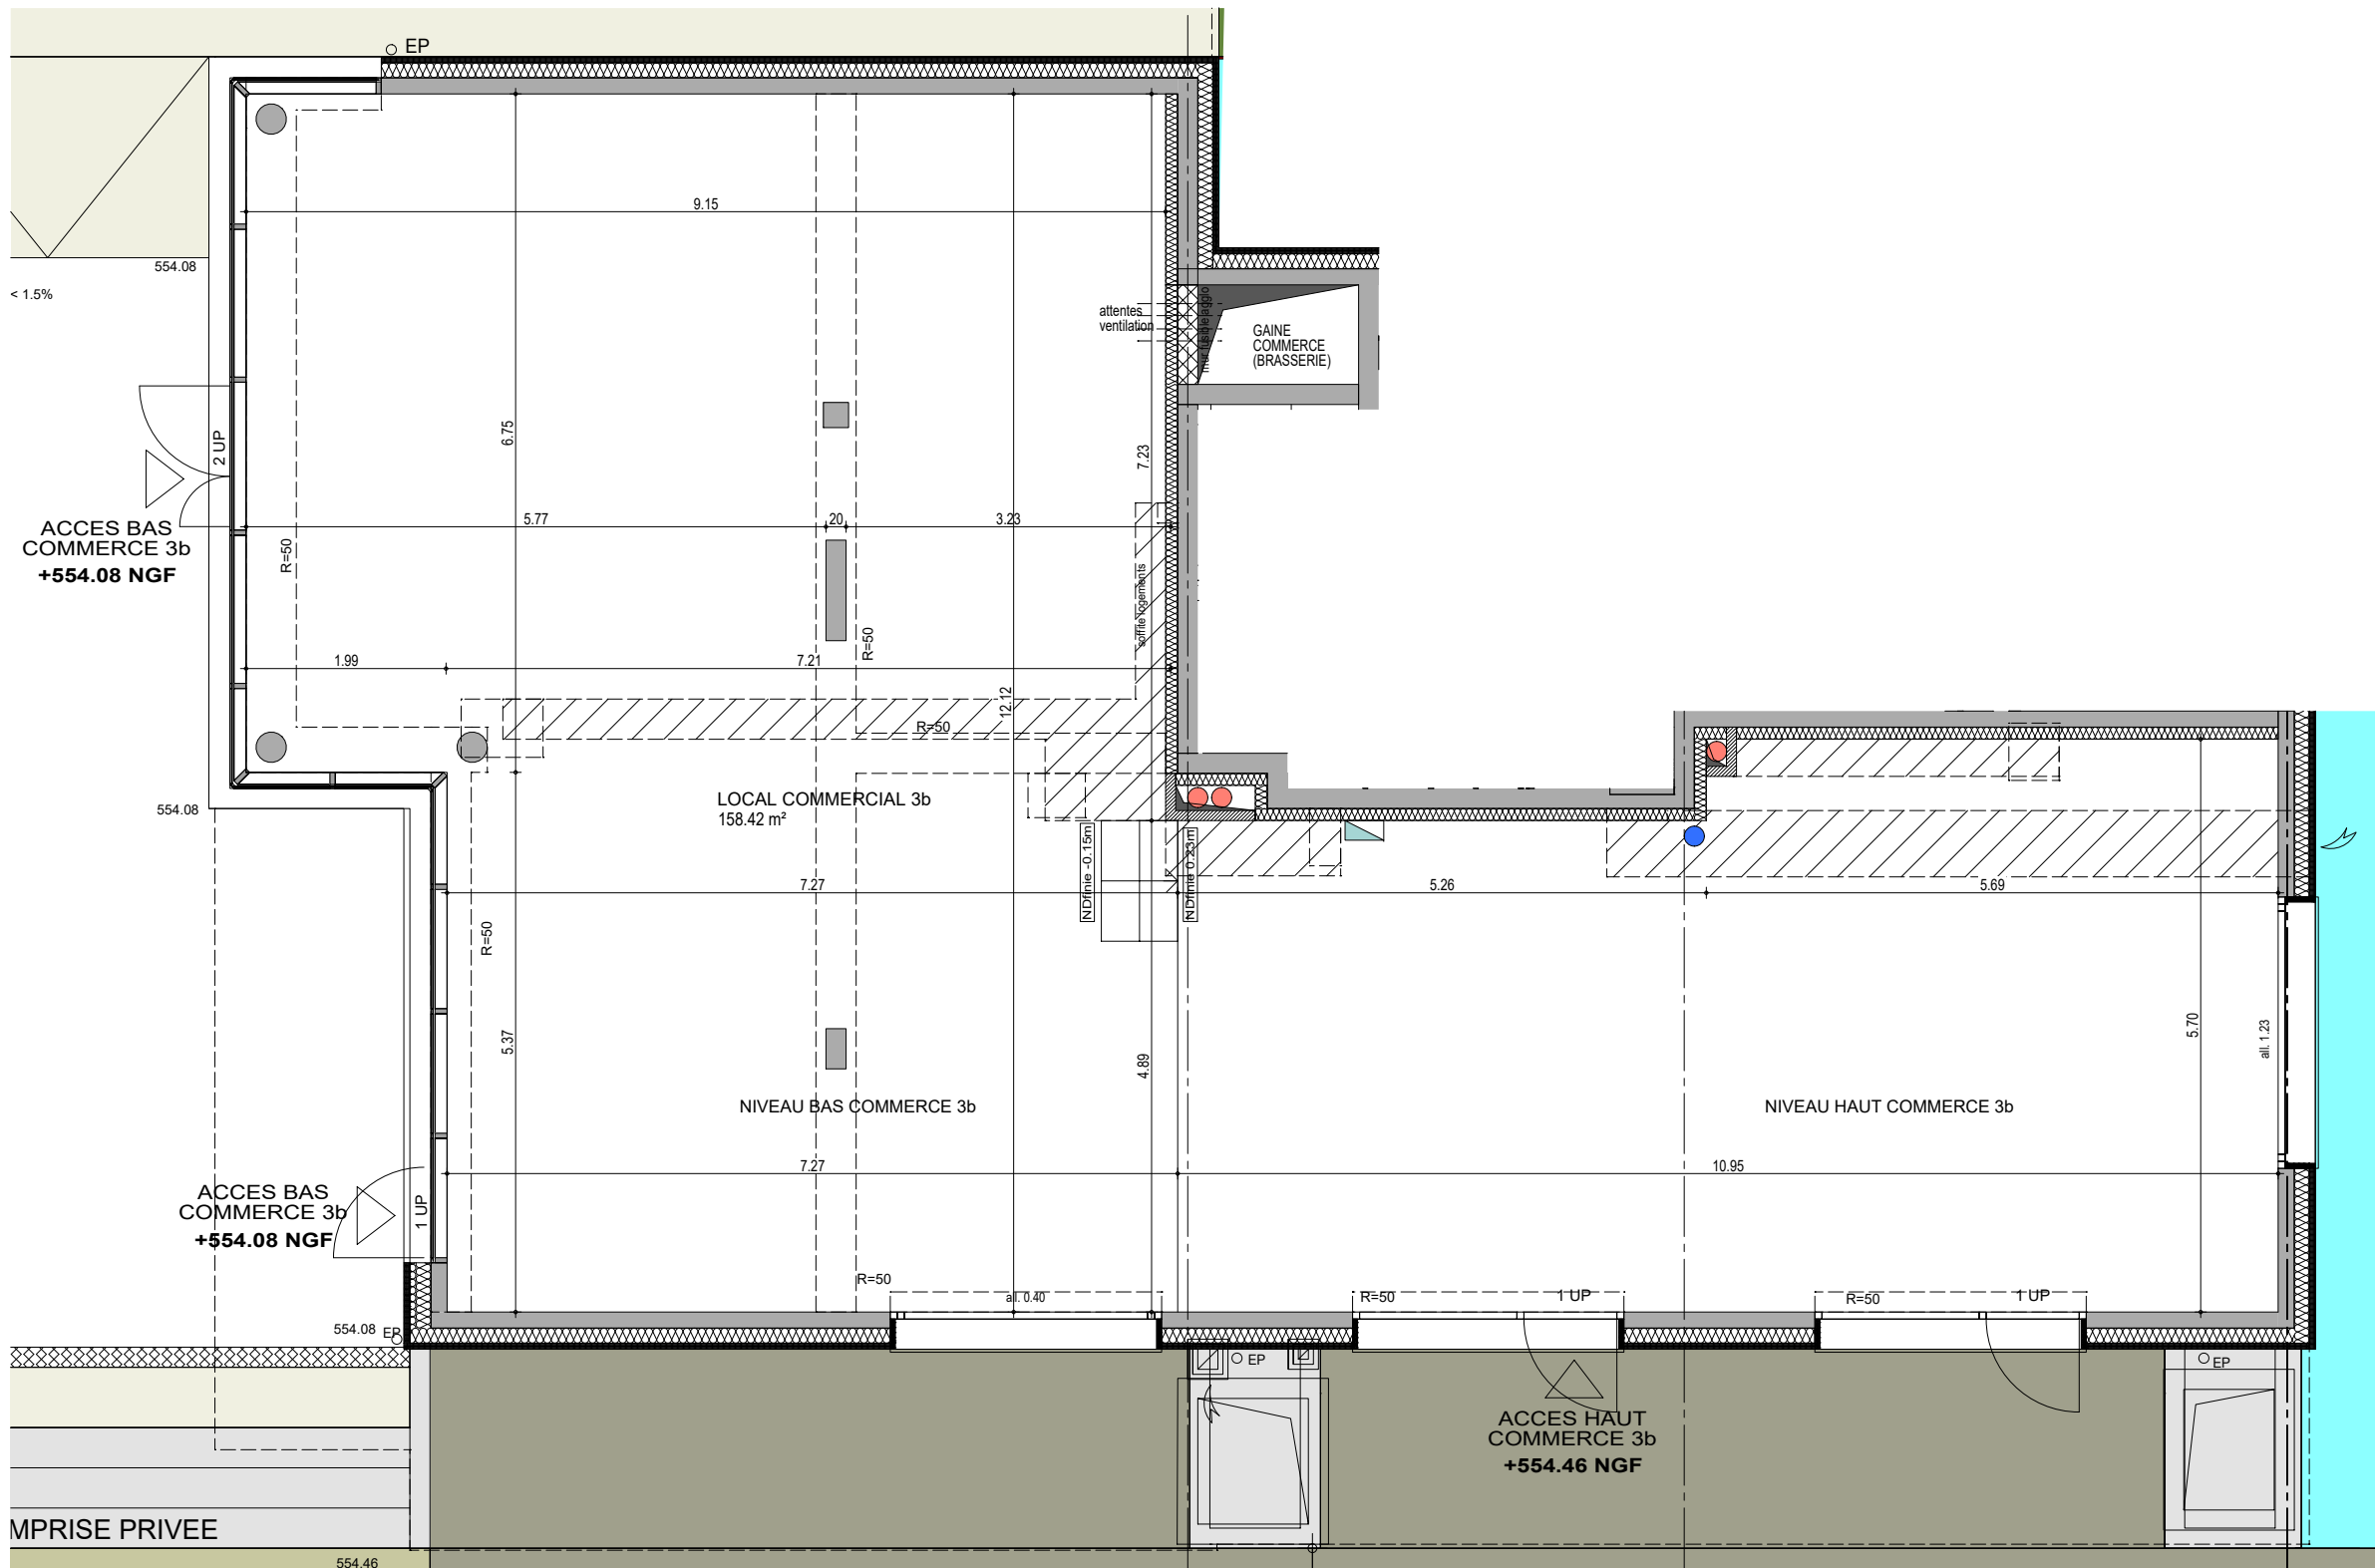 EP
9.15
554.08
< 1.5%
attentes
ventilation
mur fusible agglo
GAINE
COMMERCE
(BRASSERIE)
2 UP
6.75
7.23
ACCES BAS
COMMERCE 3b
+554.08 NGF
5.77
20
3.23
R=50
soffite logements
R=50
1.99
7.21
12.12
R=50
LOCAL COMMERCIAL 3b
158.42 m²
554.08
NDfinie -0.15m
NDfinie 0.23m
7.27
5.26
5.69
R=50
5.37
4.89
5.70
all. 1.23
NIVEAU BAS COMMERCE 3b
NIVEAU HAUT COMMERCE 3b
7.27
10.95
ACCES BAS
COMMERCE 3b
+554.08 NGF
1 UP
R=50
all. 0.40
R=50
1 UP
R=50
1 UP
554.08
EP
EP
EP
ACCES HAUT
COMMERCE 3b
+554.46 NGF
MPRISE PRIVEE
554.46